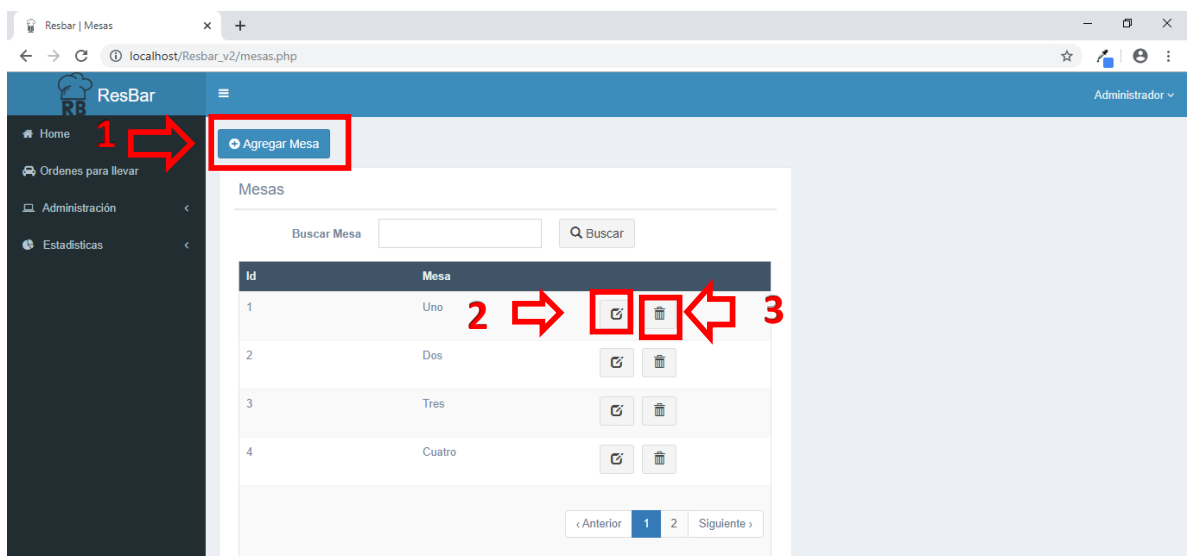 Resbar | Mesas
localhost/Resbar_v2/mesas.php
RB ResBar
Administrador
Home
1
Agregar Mesa
Ordenes para llevar
Mesas
Administración
Buscar Mesa Buscar
Estadisticas
Id Mesa
1 Uno
2 3
2 Dos
3 Tres
4 Cuatro
‹ Anterior 1 2 Siguiente ›